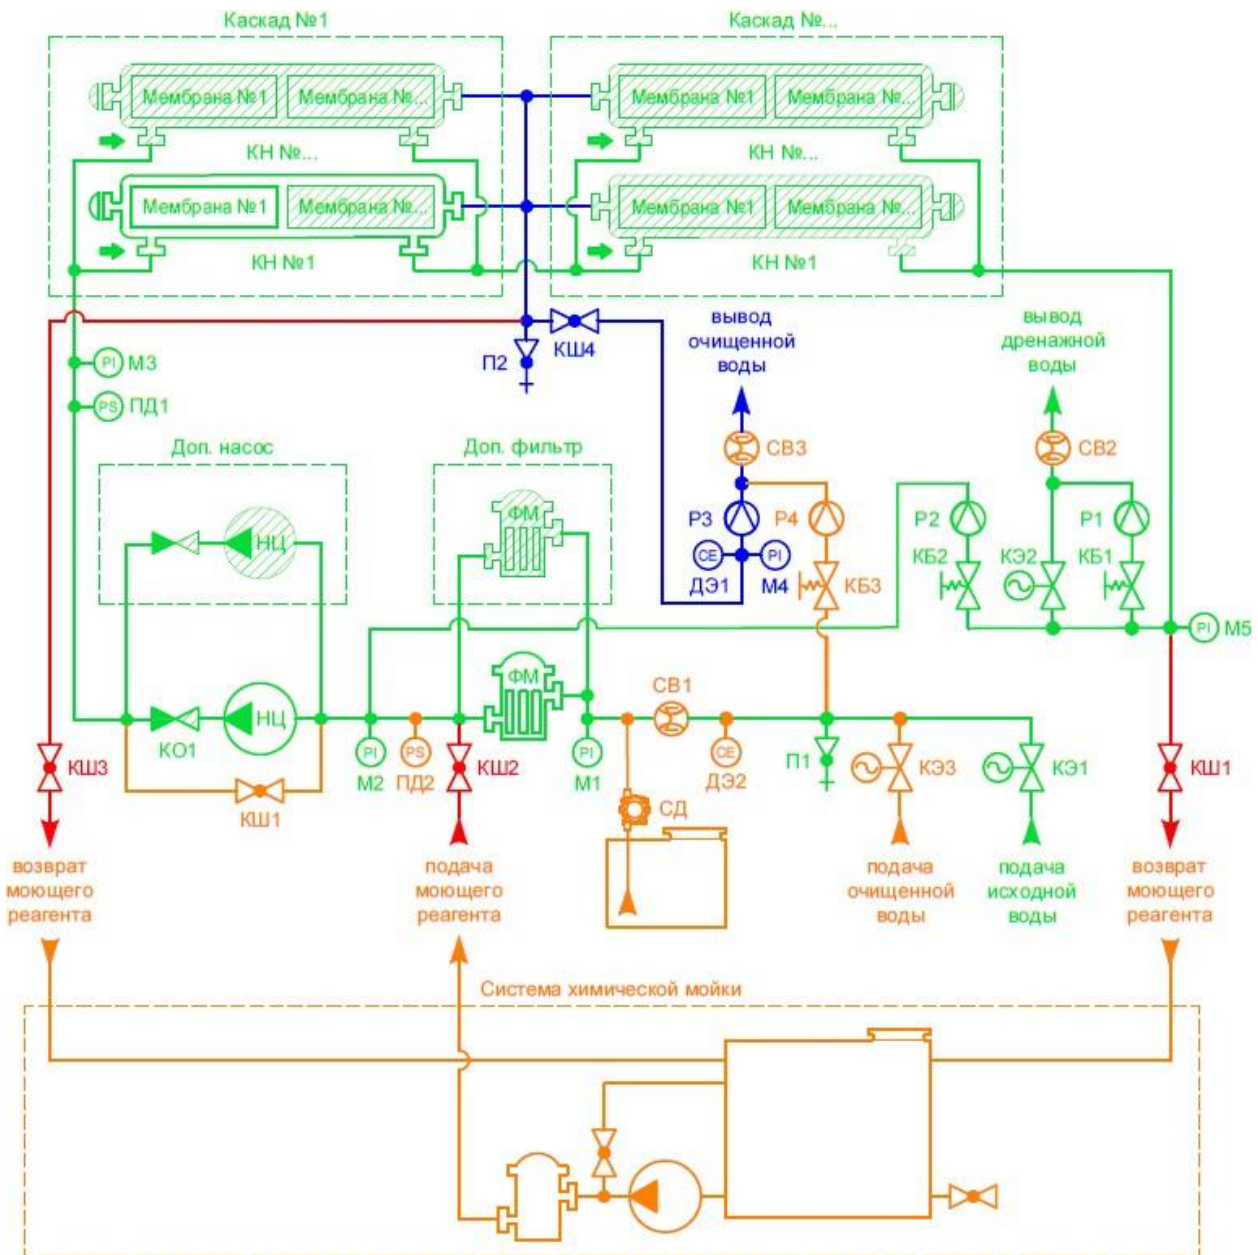 Каскад №1
Каскад №...
Мембрана №1
Мембрана №...
Мембрана №1
Мембрана №...
КН №...
КН №...
Мембрана №1
Мембрана №...
Мембрана №1
Мембрана №...
КН №1
КН №1
PI
М3
PS
ПД1
П2
КШ4
вывод
очищенной
воды
вывод
дренажной
воды
Доп. насос
Доп. фильтр
СВ3
СВ2
НЦ
ФМ
Р3
Р4
Р2
Р1
CE
ДЭ1
PI
М4
КБ3
КБ2
КЭ2
КБ1
PI
М5
КО1
НЦ
ФМ
СВ1
PI
М2
PS
ПД2
КШ2
PI
М1
CE
ДЭ2
П1
КЭ3
КЭ1
КШ3
КШ1
КШ1
СД
возврат
моющего
реагента
подача
моющего
реагента
подача
очищенной
воды
подача
исходной
воды
возврат
моющего
реагента
Система химической мойки